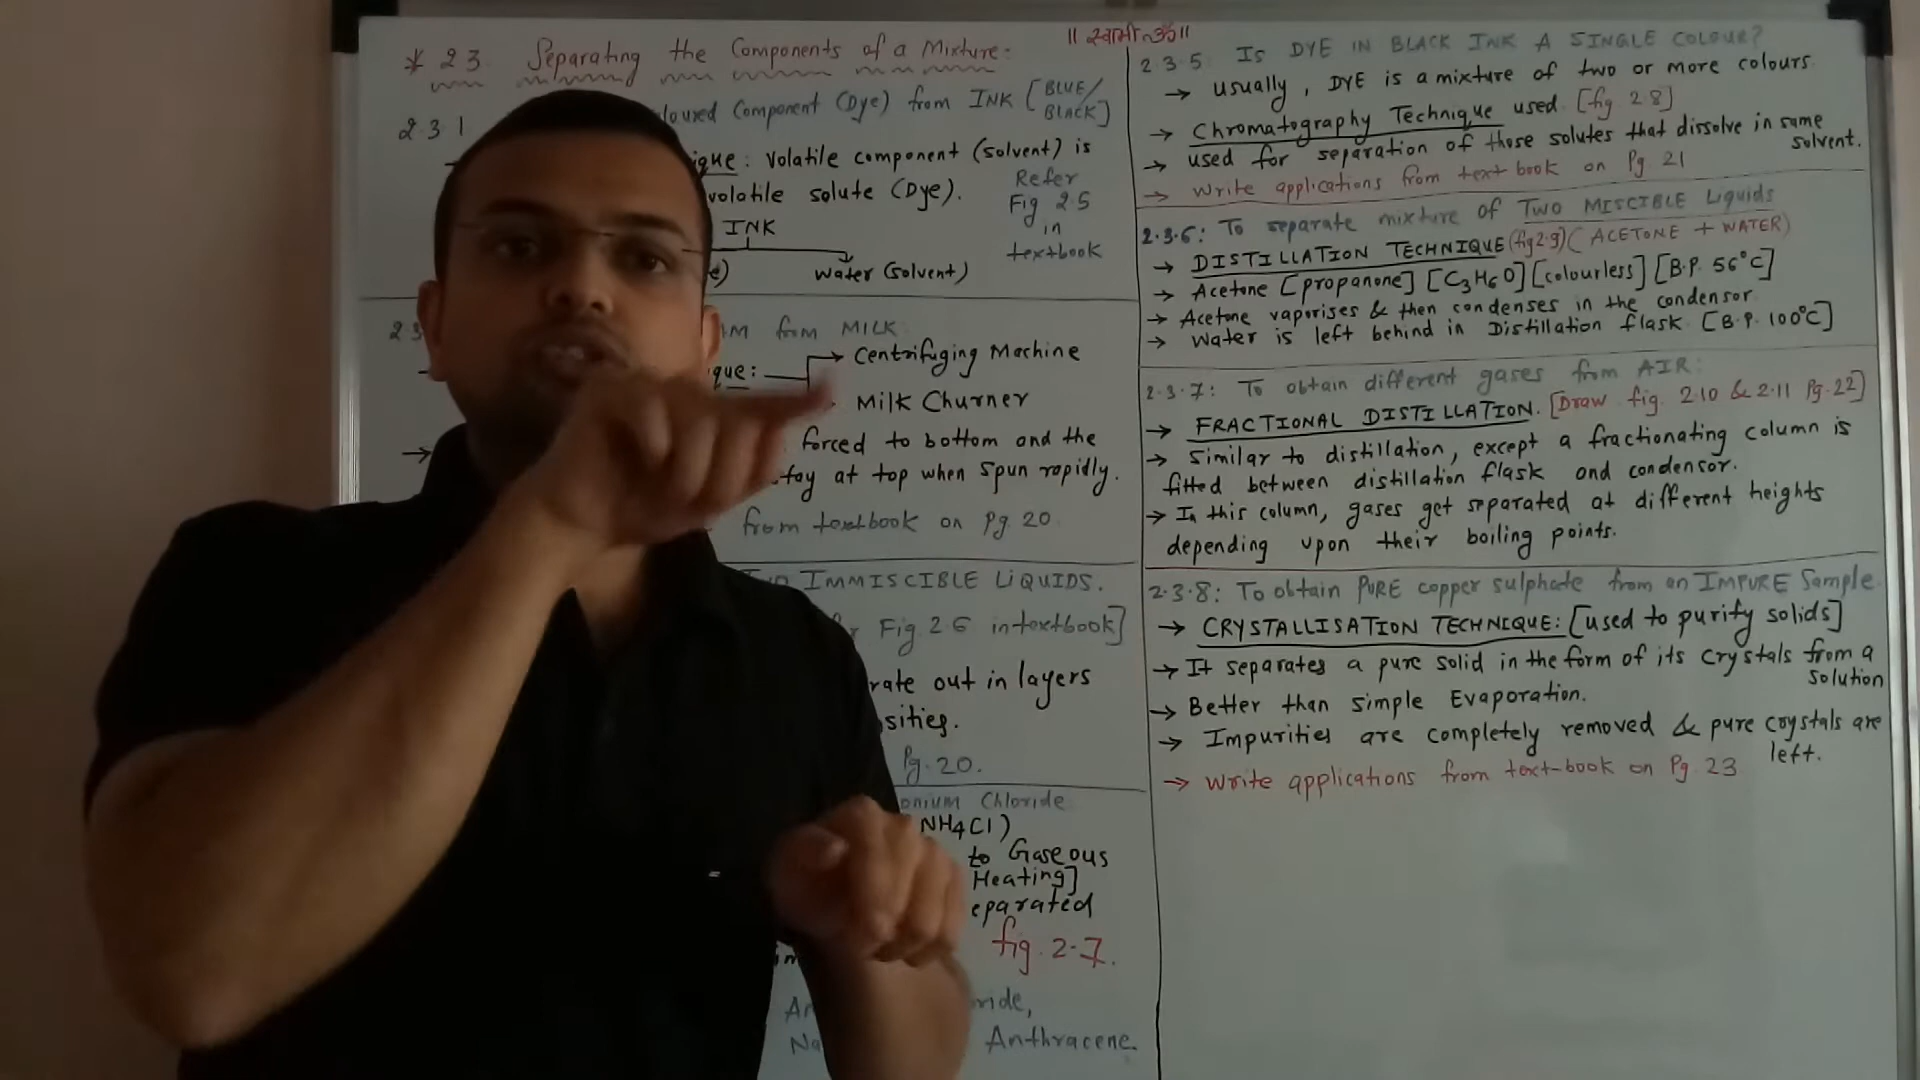 || स्वामी ॐ ||
* 2.3 Separating the Components of a Mixture:
2.3.1 Coloured Component (Dye) from INK [BLUE/BLACK]
Volatile component (solvent) is
volatile solute (Dye).
Refer Fig 2.5 in textbook
INK
Water (solvent)
from MILK
Centrifuging Machine
Milk Churner
forced to bottom and the
stay at top when spun rapidly.
from textbook on Pg 20
IMMISCIBLE LIQUIDS.
Fig 2.6 in textbook]
rate out in layers
sities.
Pg. 20.
onium Chloride
NH4Cl)
to Gaseous
Heating]
eparated
fig. 2.7.
ride,
Anthracene
2.3.5 IS DYE IN BLACK INK A SINGLE COLOUR?
→ usually, DYE is a mixture of two or more colours.
→ Chromatography Technique used. [fig 2.8]
→ used for separation of those solutes that dissolve in same solvent.
→ Write applications from text book on Pg 21
2.3.6: To separate mixture of TWO MISCIBLE Liquids
→ DISTILLATION TECHNIQUE (fig 2.9) (ACETONE + WATER)
→ Acetone [propanone] [C3H6O] [colourless] [B.P. 56°C]
→ Acetone vaporises & then condenses in the condensor.
→ Water is left behind in Distillation flask. [B.P. 100°C]
2.3.7: To obtain different gases from AIR:
→ FRACTIONAL DISTILLATION. [Draw fig. 2.10 & 2.11 Pg.22]
→ Similar to distillation, except a fractionating column is
fitted between distillation flask and condensor.
→ In this column, gases get separated at different heights
depending upon their boiling points.
2.3.8: To obtain PURE copper sulphate from an IMPURE Sample
→ CRYSTALLISATION TECHNIQUE: [used to purify solids]
→ It separates a pure solid in the form of its crystals from a solution
→ Better than simple Evaporation.
→ Impurities are completely removed & pure crystals are left.
→ Write applications from text-book on Pg 23